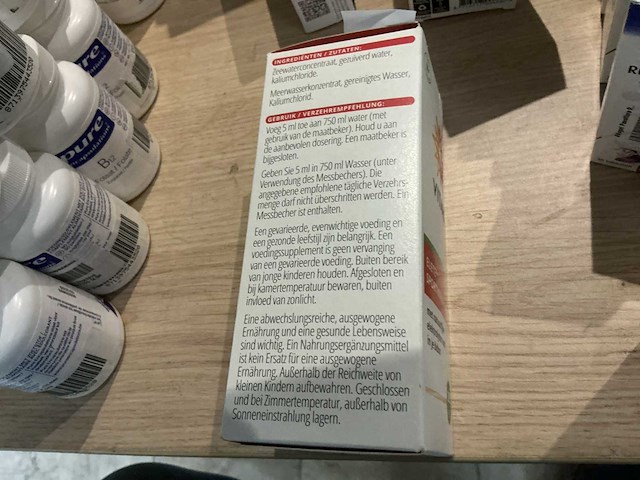 INGREDIËNTEN / ZUTATEN:
Zeewaterconcentraat, gezuiverd water,
kaliumchloride.
Meerwasserkonzentrat, gereinigtes Wasser,
Kaliumchlorid.
GEBRUIK / VERZEHREMPFEHLUNG:
Voeg 5 ml toe aan 750 ml water (met
gebruik van de maatbeker). Houd u aan
de aanbevolen dosering. Een maatbeker is
bijgesloten.
Geben Sie 5 ml in 750 ml Wasser (unter
Verwendung des Messbechers). Die
angegebene empfohlene tägliche Verzehrs-
menge darf nicht überschritten werden. Ein
Messbecher ist enthalten.
Een gevarieerde, evenwichtige voeding en
een gezonde leefstijl zijn belangrijk. Een
voedingssupplement is geen vervanging
van een gevarieerde voeding. Buiten bereik
van jonge kinderen houden. Afgesloten en
bij kamertemperatuur bewaren, buiten
invloed van zonlicht.
Eine abwechslungsreiche, ausgewogene
Ernährung und eine gesunde Lebensweise
sind wichtig. Ein Nahrungsergänzungsmittel
ist kein Ersatz für eine ausgewogene
Ernährung. Außerhalb der Reichweite von
kleinen Kindern aufbewahren. Geschlossen
und bei Zimmertemperatur, außerhalb von
Sonneneinstrahlung lagern.
pure
encapsulations
pure
encapsulations
B12